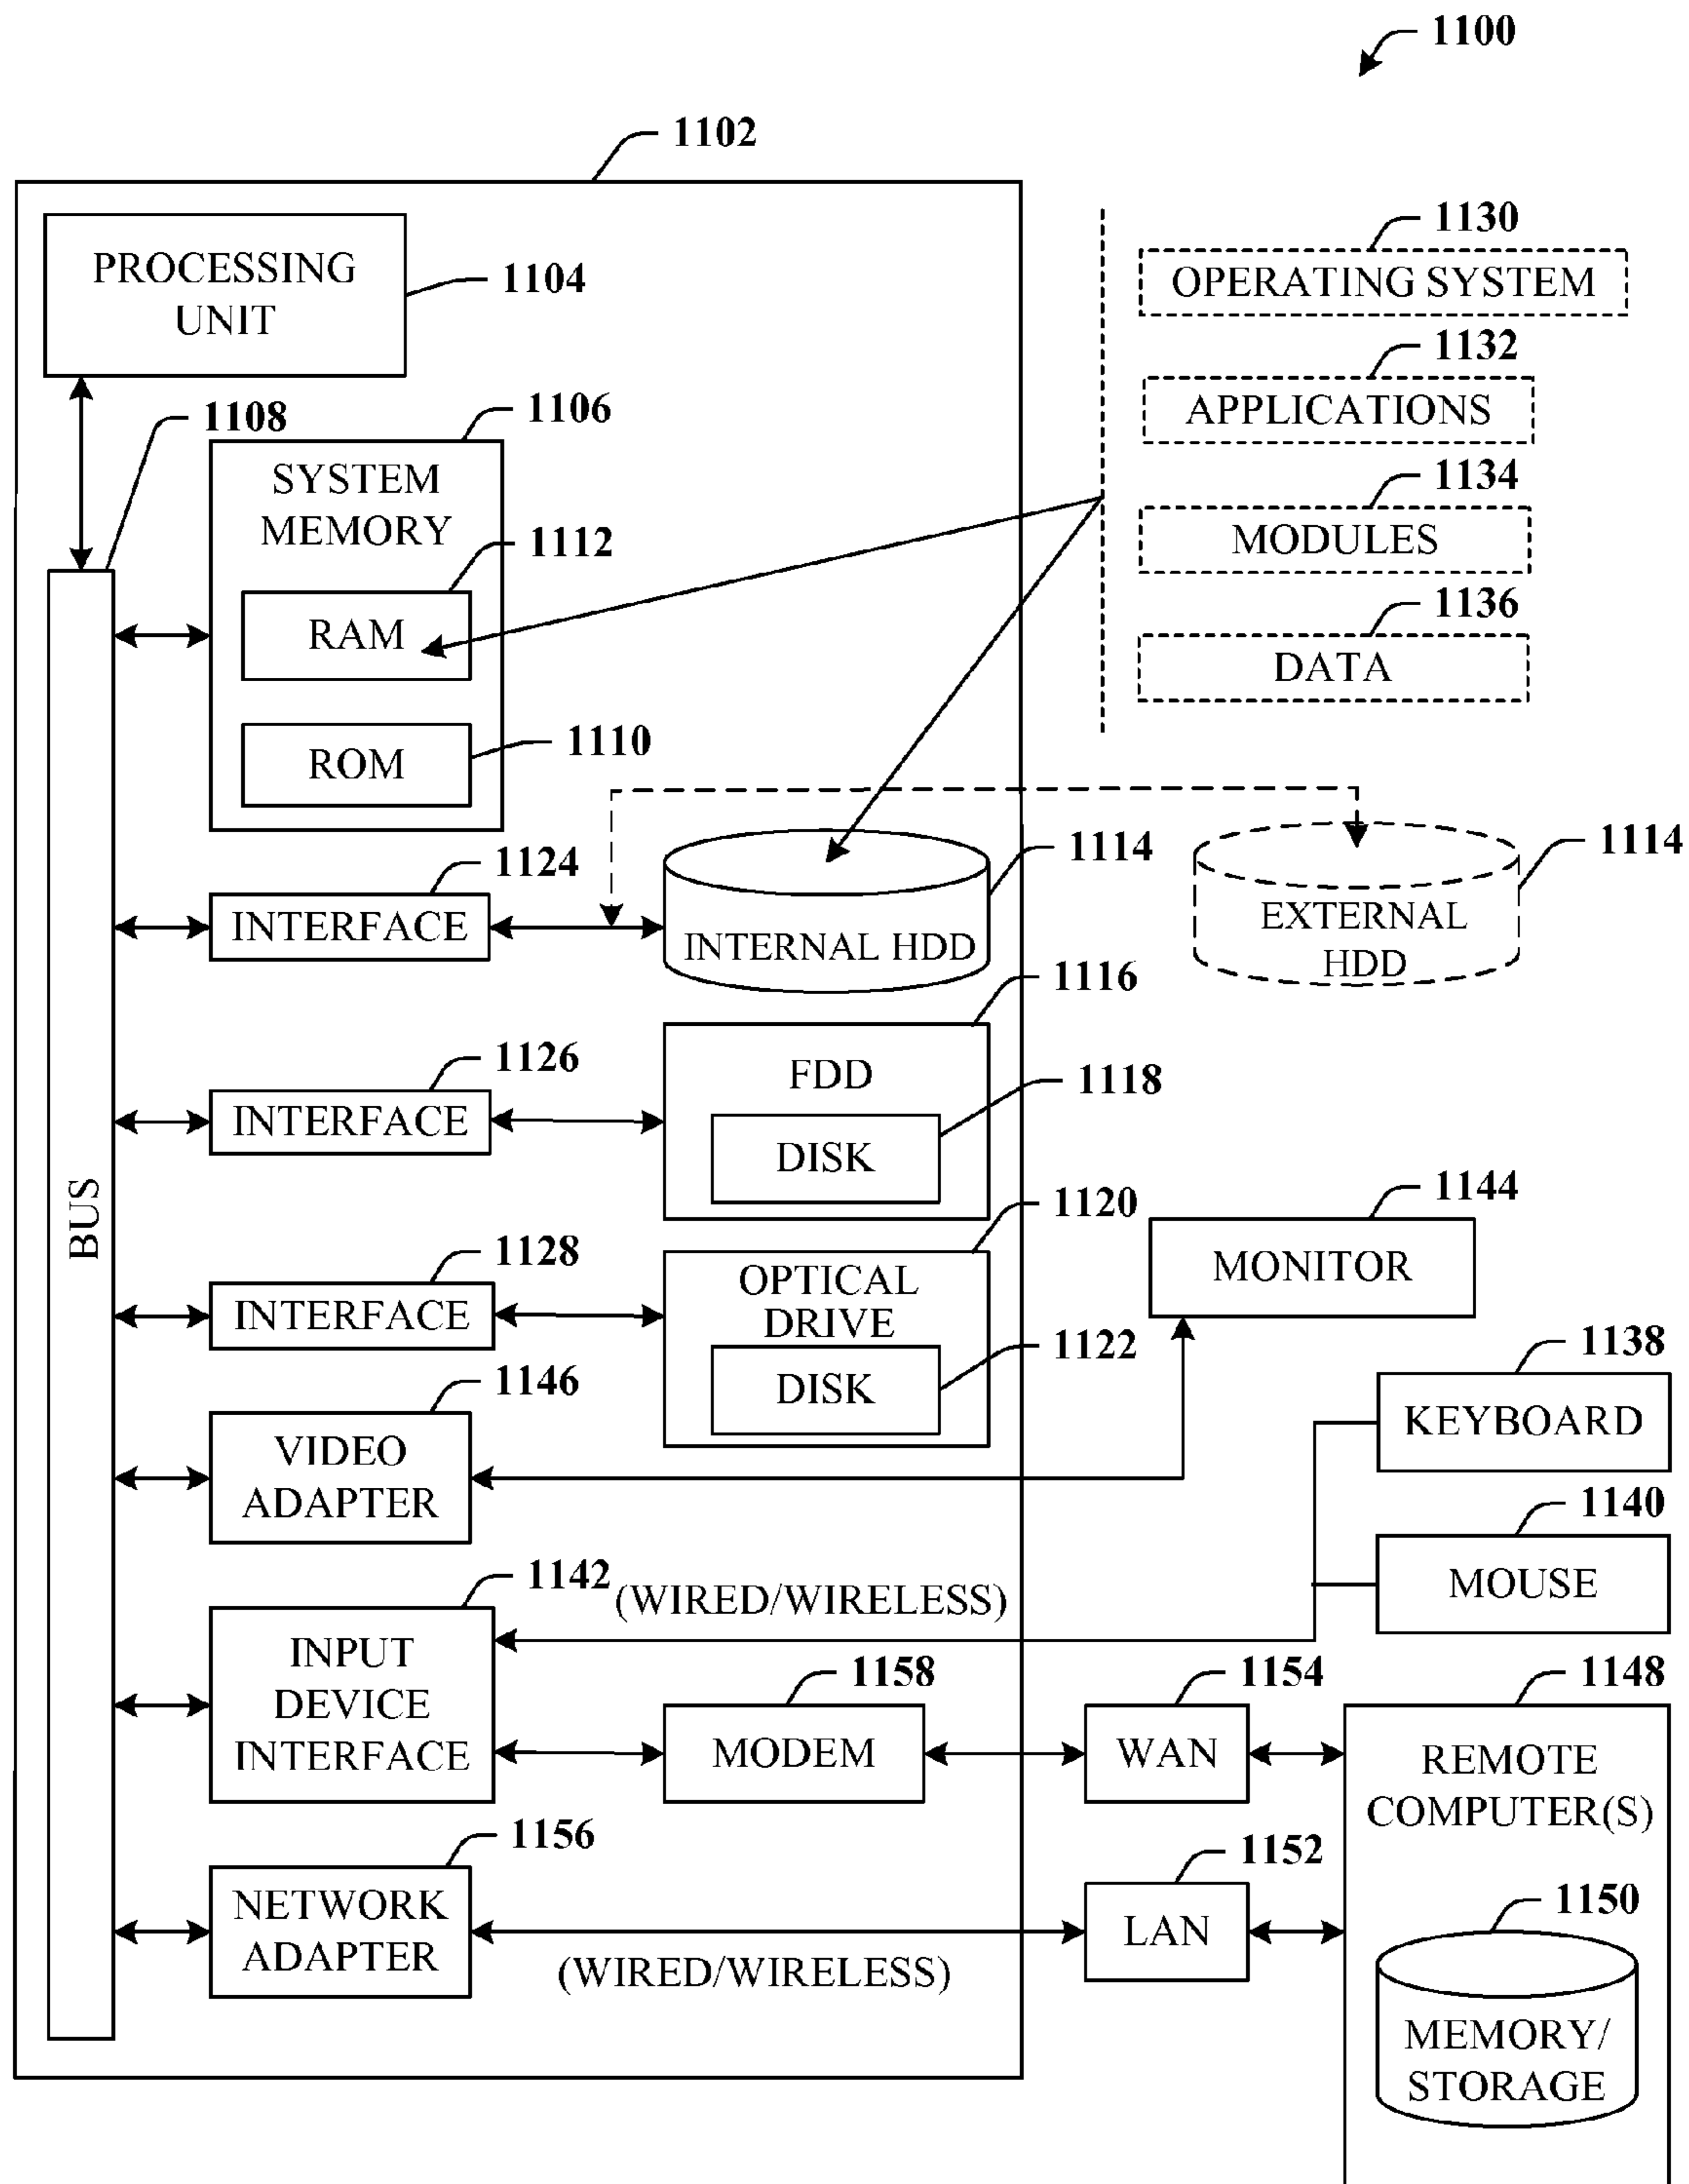 1100
1102
PROCESSING
UNIT
1104
1130
OPERATING SYSTEM
1132
APPLICATIONS
1134
MODULES
1136
DATA
1108
1106
SYSTEM
MEMORY
1112
RAM
1110
ROM
1124
INTERFACE
1114
INTERNAL HDD
1114
EXTERNAL
HDD
1116
FDD
1126
INTERFACE
1118
DISK
BUS
1120
OPTICAL
DRIVE
1128
INTERFACE
1122
DISK
1144
MONITOR
1146
VIDEO
ADAPTER
1138
KEYBOARD
1140
MOUSE
1142
(WIRED/WIRELESS)
INPUT
DEVICE
INTERFACE
1158
MODEM
1154
WAN
1148
REMOTE
COMPUTER(S)
1156
NETWORK
ADAPTER
(WIRED/WIRELESS)
1152
LAN
1150
MEMORY/
STORAGE